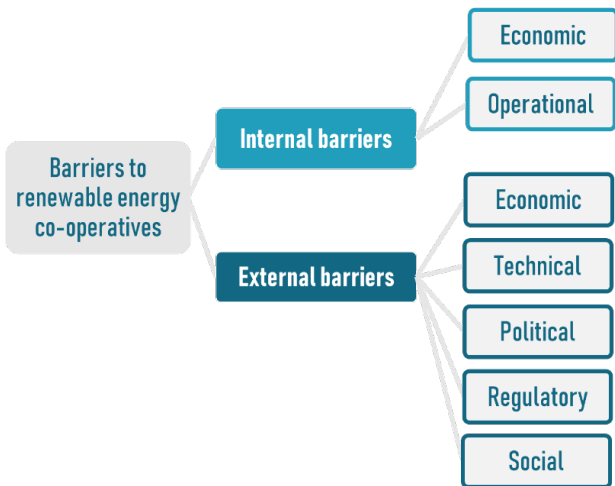 Barriers to
renewable energy
co-operatives
Internal barriers
Economic
Operational
External barriers
Economic
Technical
Political
Regulatory
Social